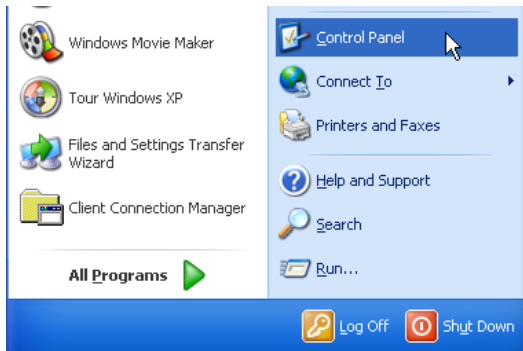 Windows Movie Maker
Tour Windows XP
Files and Settings Transfer
Wizard
Client Connection Manager
All Programs
Control Panel
Connect To
Printers and Faxes
Help and Support
Search
Run...
Log Off
Shut Down